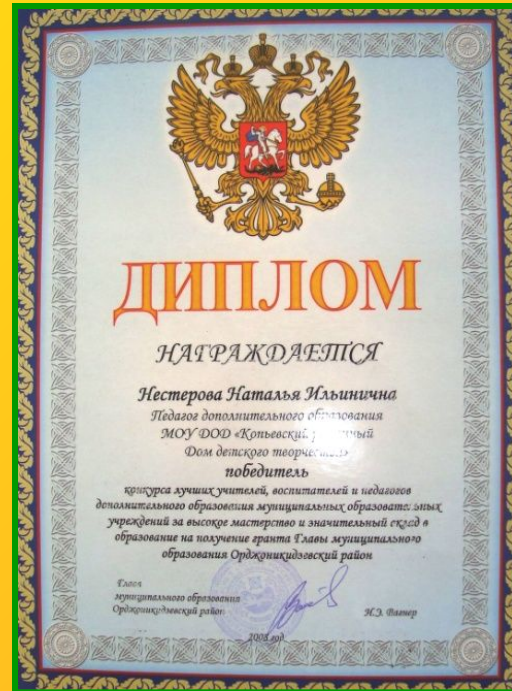 ДИПЛОМ
НАГРАЖДАЕТСЯ
Нестерова Наталья Ильинична
Педагог дополнительного образования
МОУ ДОД «Копьевский
Дом детского
победитель
конкурса лучших учителей, воспитателей и педагогов
дополнительного образования муниципальных образовательных
учреждений за высокое мастерство и значительный вклад в
образование на получение гранта Главы муниципального
образования Орджоникидзевский район
Глава
муниципального образования
Орджоникидзевский район
Н.Э. Вагнер
2008 год